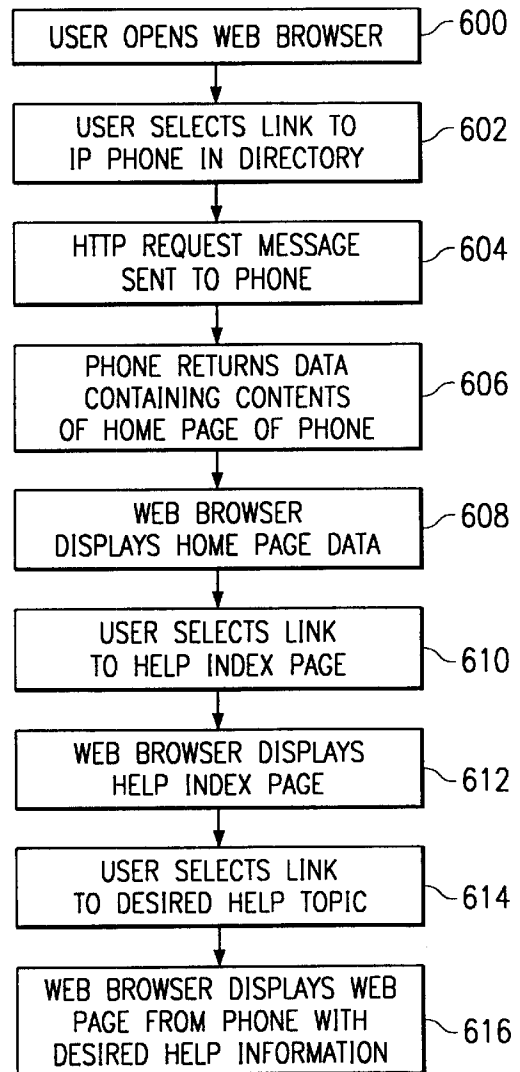 USER OPENS WEB BROWSER
600
USER SELECTS LINK TO
IP PHONE IN DIRECTORY
602
HTTP REQUEST MESSAGE
SENT TO PHONE
604
PHONE RETURNS DATA
CONTAINING CONTENTS
OF HOME PAGE OF PHONE
606
WEB BROWSER
DISPLAYS HOME PAGE DATA
608
USER SELECTS LINK
TO HELP INDEX PAGE
610
WEB BROWSER DISPLAYS
HELP INDEX PAGE
612
USER SELECTS LINK
TO DESIRED HELP TOPIC
614
WEB BROWSER DISPLAYS WEB
PAGE FROM PHONE WITH
DESIRED HELP INFORMATION
616